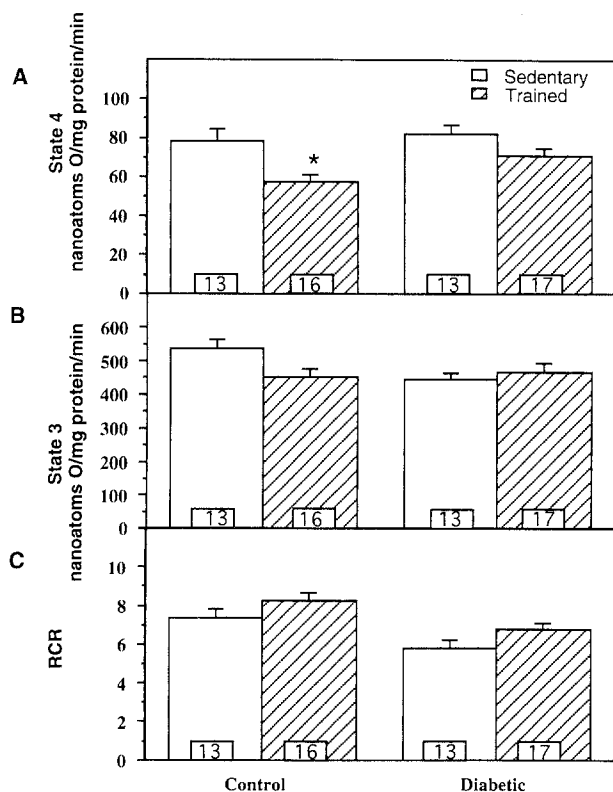 A
State 4
nanoatoms O/mg protein/min
Sedentary
Trained
100
80
60
40
20
0
*
13
16
13
17
B
State 3
nanoatoms O/mg protein/min
600
500
400
300
200
100
0
13
16
13
17
C
RCR
10
8
6
4
2
0
13
16
13
17
Control
Diabetic